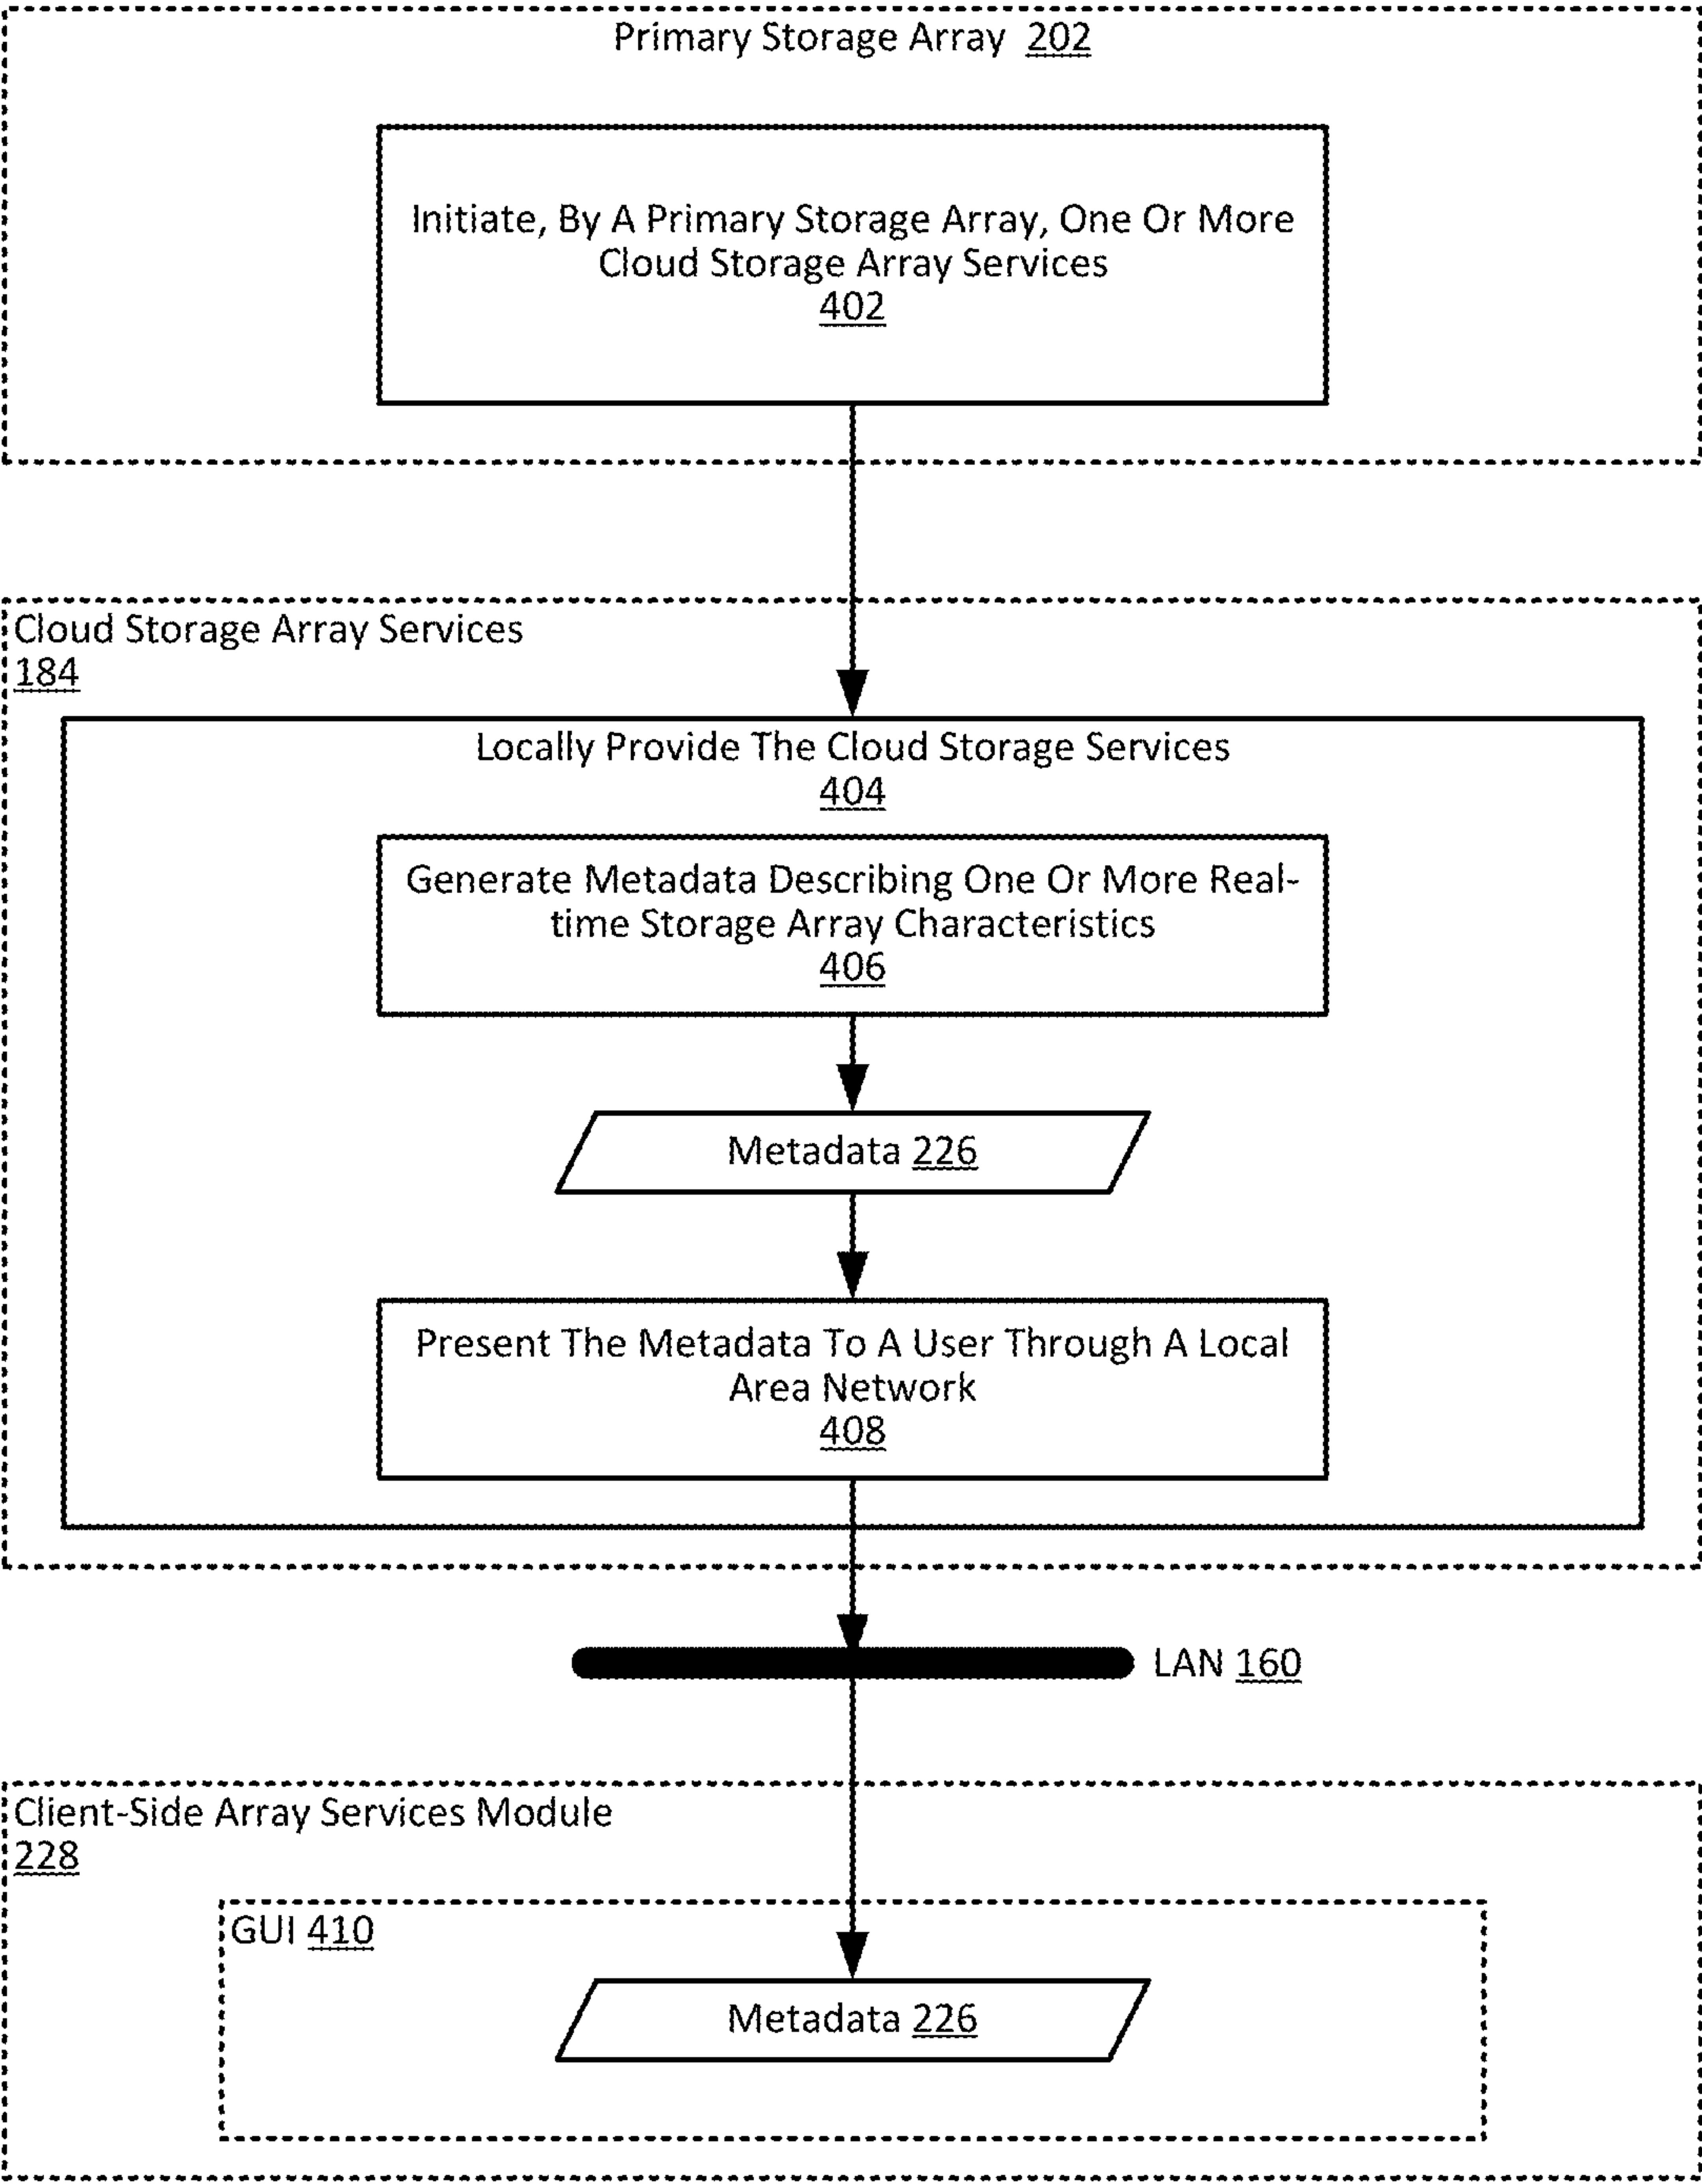 Primary Storage Array 202
Initiate, By A Primary Storage Array, One Or More
Cloud Storage Array Services
402
Cloud Storage Array Services
184
Locally Provide The Cloud Storage Services
404
Generate Metadata Describing One Or More Real-
time Storage Array Characteristics
406
Metadata 226
Present The Metadata To A User Through A Local
Area Network
408
LAN 160
Client-Side Array Services Module
228
GUI 410
Metadata 226